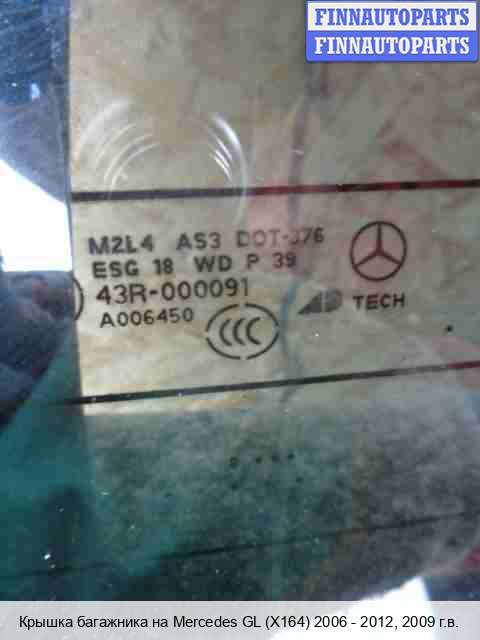 FINNAUTOPARTS
FINNAUTOPARTS
M2L4 AS3 DOT-376
ESG 18 WD P 39
43R-000091
A006450
CCC
TECH
Крышка багажника на Mercedes GL (X164) 2006 - 2012, 2009 г.в.